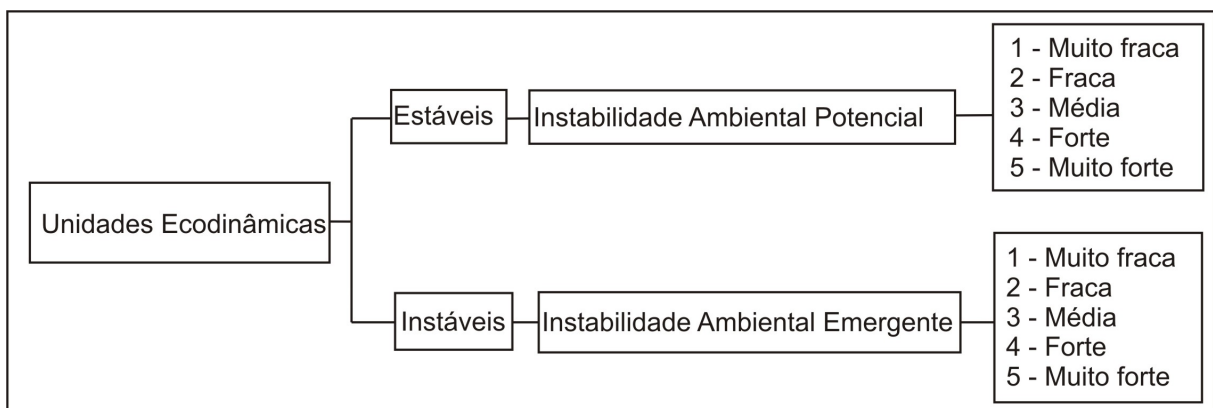 Unidades Ecodinâmicas
Estáveis
Instabilidade Ambiental Potencial
1 - Muito fraca
2 - Fraca
3 - Média
4 - Forte
5 - Muito forte
Instáveis
Instabilidade Ambiental Emergente
1 - Muito fraca
2 - Fraca
3 - Média
4 - Forte
5 - Muito forte